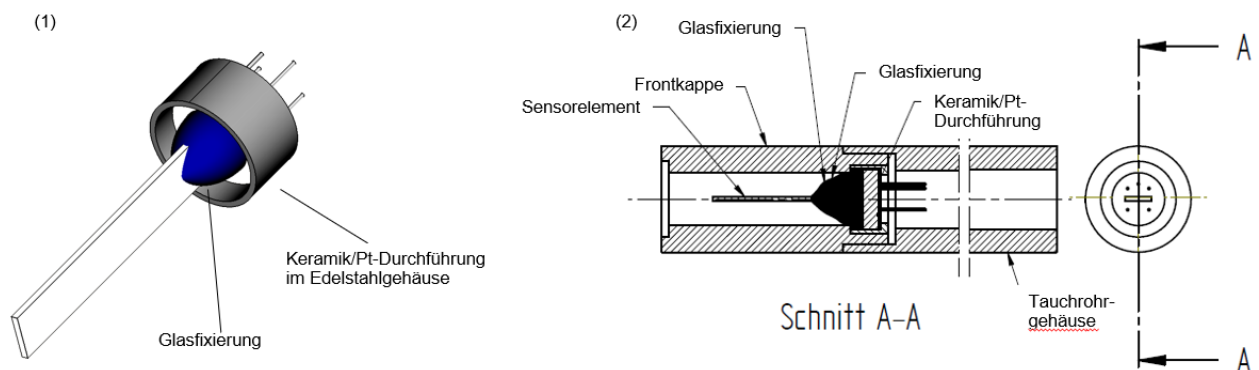 (1)
Keramik/Pt-Durchführung
im Edelstahlgehäuse
Glasfixierung
(2)
Glasfixierung
Glasfixierung
Frontkappe
Keramik/Pt-
Durchführung
Sensorelement
Tauchrohr-
gehäuse
Schnitt A-A
A
A